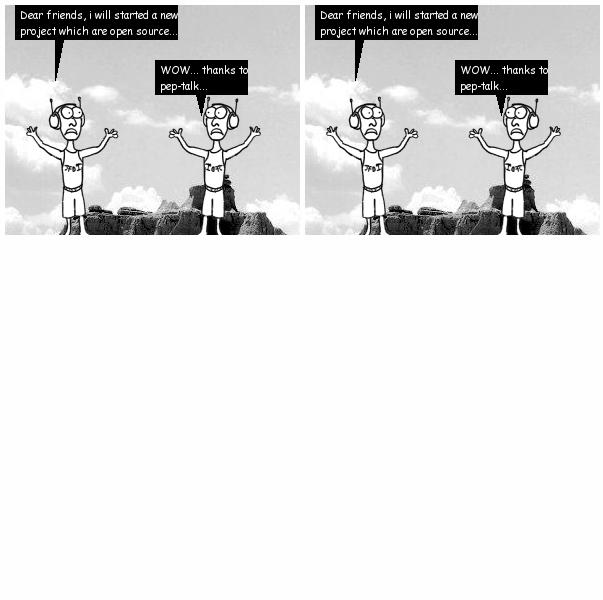 Dear friends, i will started a new
project which are open source...
WOW... thanks to
pep-talk...
Dear friends, i will started a new
project which are open source...
WOW... thanks to
pep-talk...